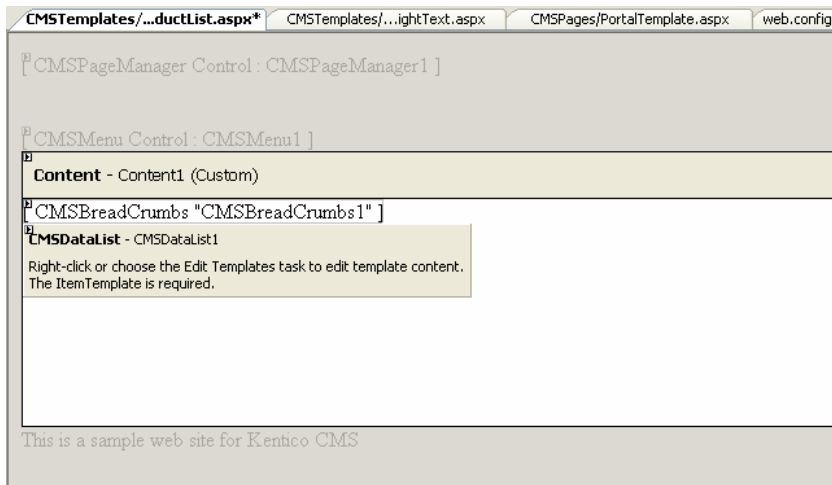 CMSTemplates/...ductList.aspx* CMSTemplates/...ightText.aspx CMSPages/PortalTemplate.aspx web.config
[ CMSPageManager Control : CMSPageManager1 ]
[ CMSMenu Control : CMSMenu1 ]
Content - Content1 (Custom)
[ CMSBreadCrumbs "CMSBreadCrumbs1" ]
CMSDataList - CMSDataList1
Right-click or choose the Edit Templates task to edit template content.
The ItemTemplate is required.
This is a sample web site for Kentico CMS